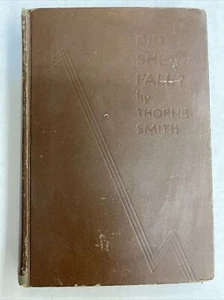 DID
SHE
FALL?
by
THORNE
SMITH